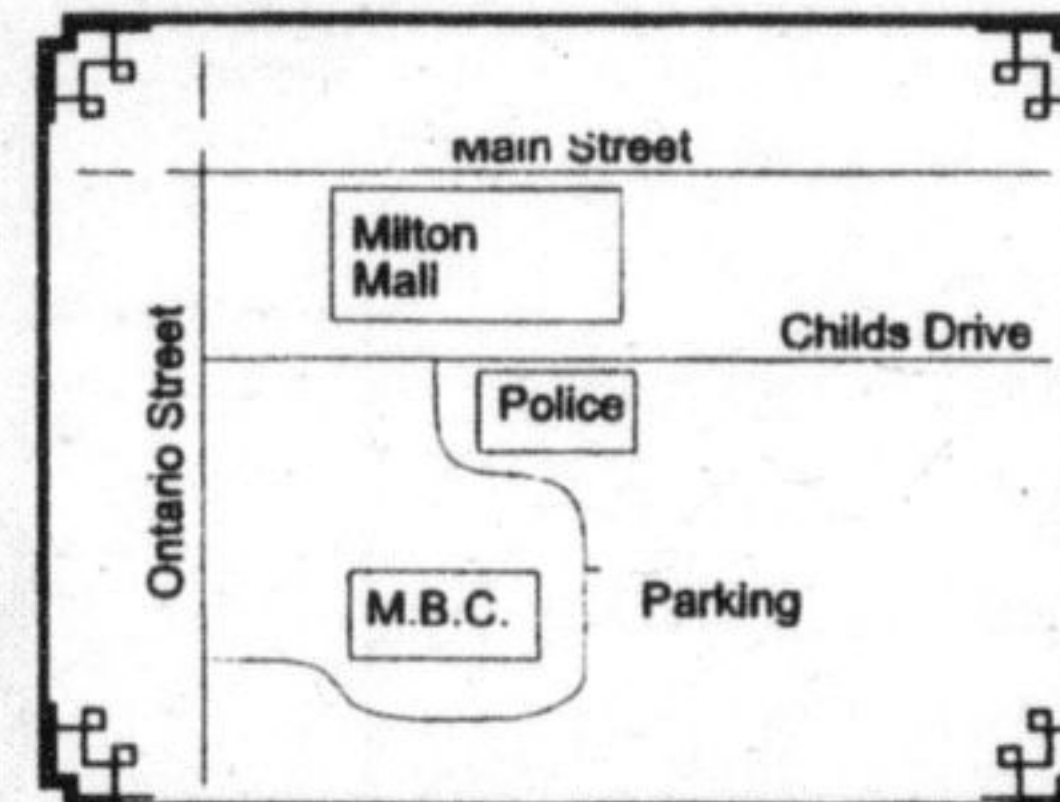 Main Street
Milton
Mall
Childs Drive
Police
Ontario Street
M.B.C.
Parking